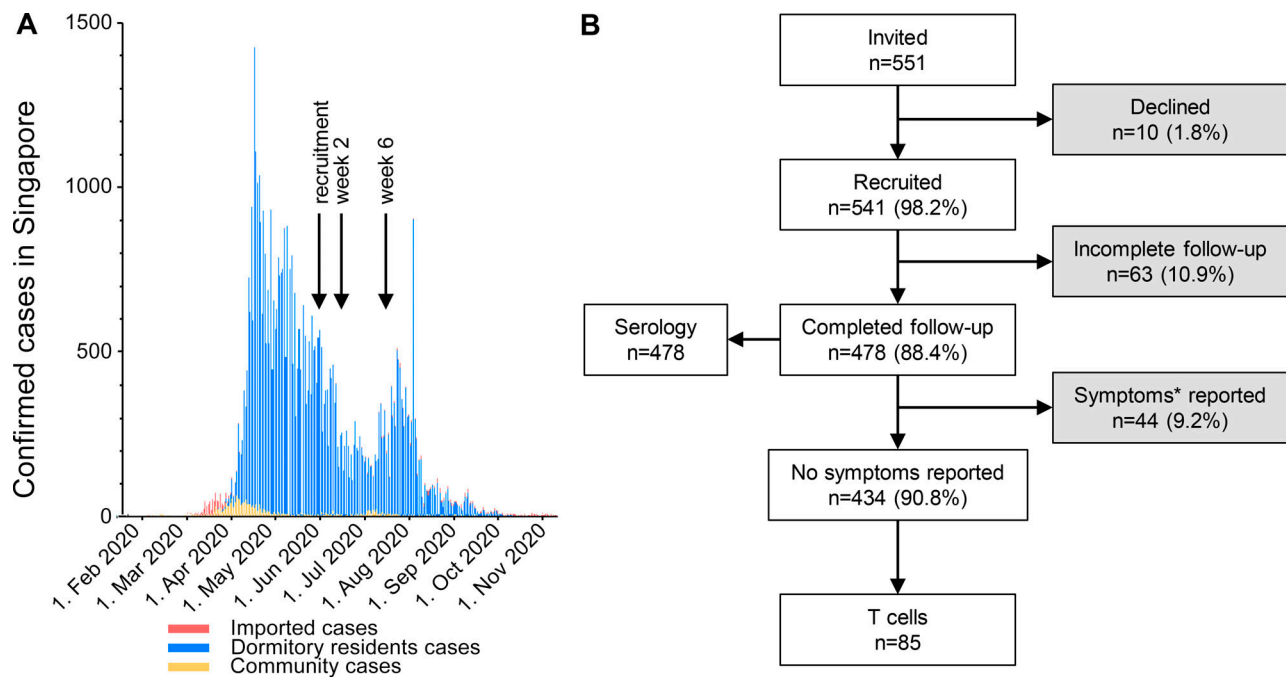 A
Confirmed cases in Singapore
1500
1000
500
0
recruitment
week 2
week 6
1. Feb 2020
1. Mar 2020
1. Apr 2020
1. May 2020
1. Jun 2020
1. Jul 2020
1. Aug 2020
1. Sep 2020
1. Oct 2020
1. Nov 2020
Imported cases
Dormitory residents cases
Community cases
B
Invited
n=551
Declined
n=10 (1.8%)
Recruited
n=541 (98.2%)
Incomplete follow-up
n=63 (10.9%)
Serology
n=478
Completed follow-up
n=478 (88.4%)
Symptoms* reported
n=44 (9.2%)
No symptoms reported
n=434 (90.8%)
T cells
n=85